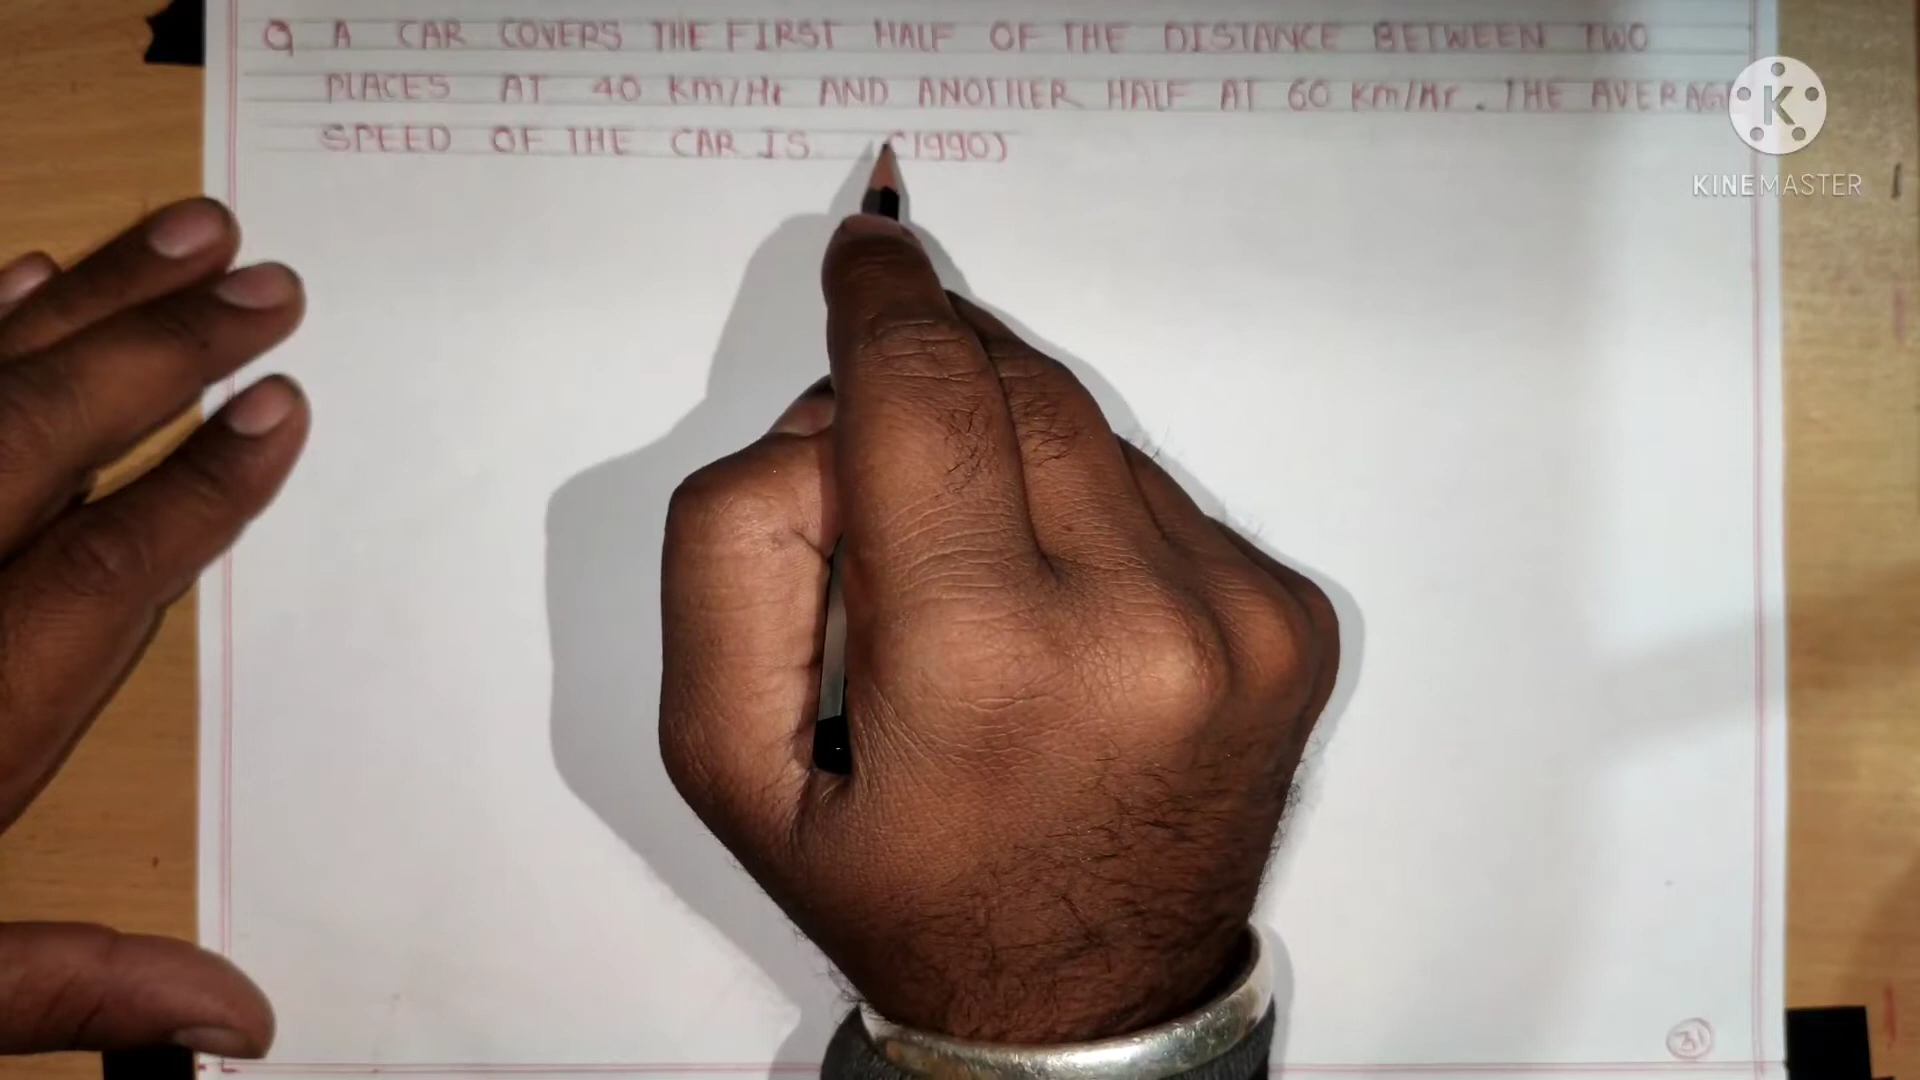 Q A CAR COVERS THE FIRST HALF OF THE DISTANCE BETWEEN TWO
PLACES AT 40 Km/Hr AND ANOTHER HALF AT 60 Km/Hr. THE AVERAGE
SPEED OF THE CAR IS (1990)
K
KINEMASTER
31